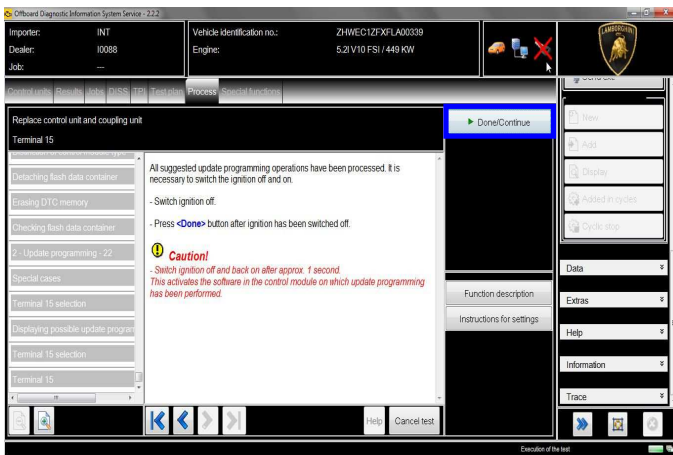 Offboard Diagnostic Information System Service - 2.2.2
Importer: INT
Dealer: I0088
Job: ---
Vehicle identification no.: ZHWEC1ZFXFLA00339
Engine: 5.2l V10 FSI / 449 KW
LAMBORGHINI
Control units Results Jobs DISS TPI Test plan Process Special functions
Replace control unit and coupling unit
Terminal 15
Detaching flash data container
Erasing DTC memory
Checking flash data container
2 - Update programming - 22
Special cases
Terminal 15 selection
Displaying possible update program
Terminal 15 selection
Terminal 15
All suggested update programming operations have been processed. It is
necessary to switch the ignition off and on.
- Switch ignition off.
- Press <Done> button after ignition has been switched off.
Caution!
- Switch ignition off and back on after approx. 1 second.
This activates the software in the control module on which update programming
has been performed.
Help
Cancel test
Done/Continue
Function description
Instructions for settings
New
Add
Display
Added in cycles
Cyclic stop
Data
Extras
Help
Information
Trace
Execution of the test